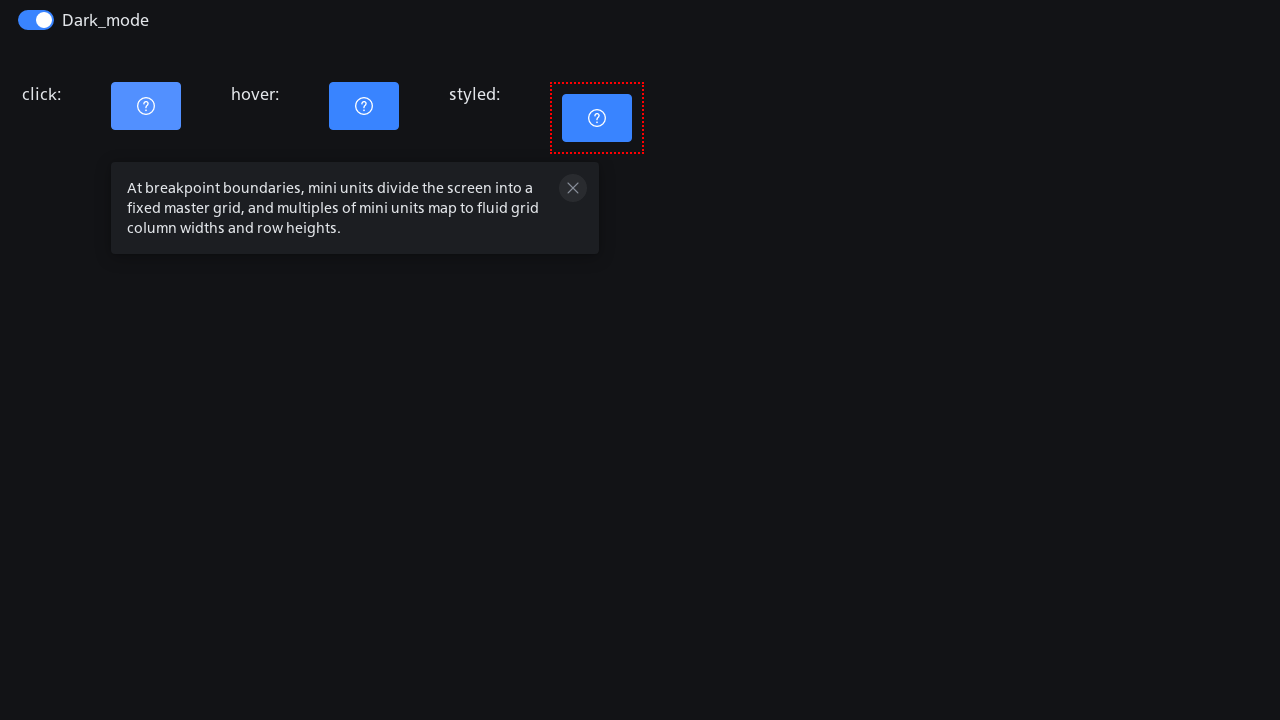 Dark_mode
click:
hover:
styled:
At breakpoint boundaries, mini units divide the screen into a
fixed master grid, and multiples of mini units map to fluid grid
column widths and row heights.